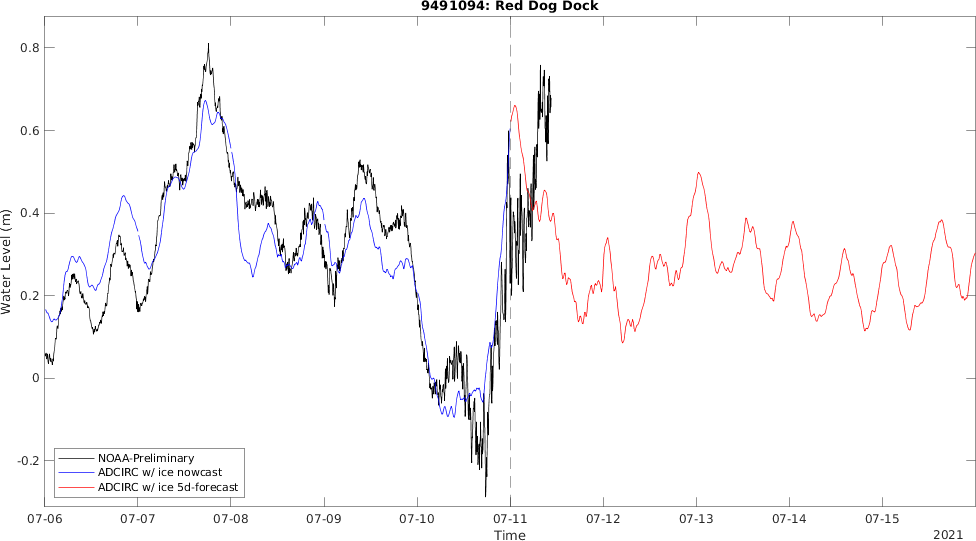 9491094: Red Dog Dock
0.8
0.6
0.4
0.2
0
-0.2
Water Level (m)
NOAA-Preliminary
ADCIRC w/ ice nowcast
ADCIRC w/ ice 5d-forecast
07-06 07-07 07-08 07-09 07-10 07-11 07-12 07-13 07-14 07-15
Time
2021